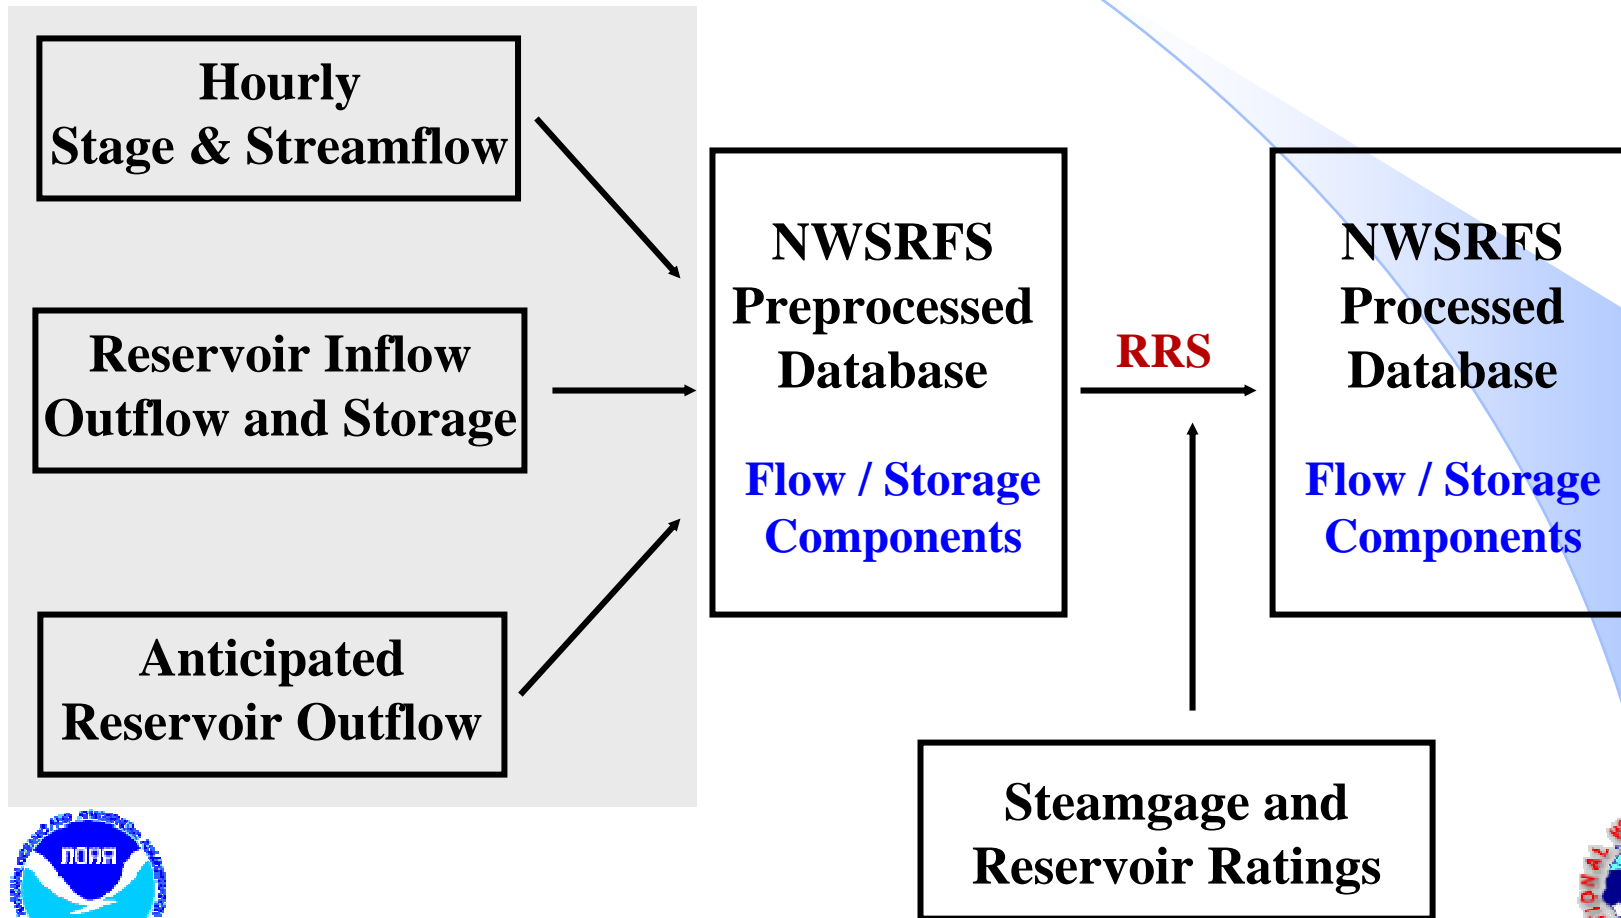 Hourly
Stage & Streamflow
Reservoir Inflow
Outflow and Storage
Anticipated
Reservoir Outflow
NWSRFS
Preprocessed
Database
Flow / Storage
Components
RRS
NWSRFS
Processed
Database
Flow / Storage
Components
Steamgage and
Reservoir Ratings
NOAA